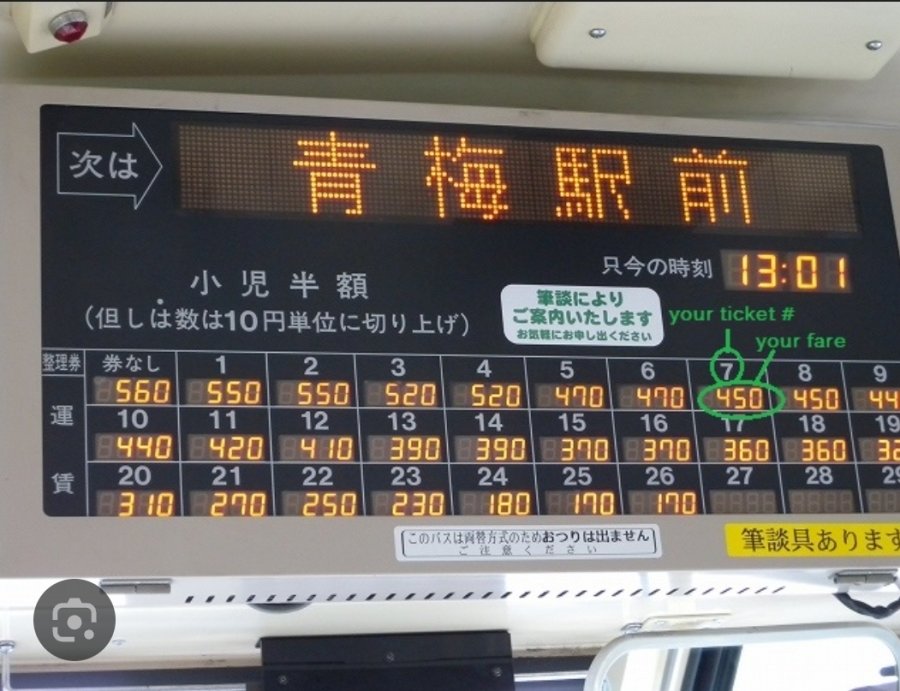 次は
青梅駅前
只今の時刻 13:01
小児半額
(但しは数は10円単位に切り上げ)
筆談により
ご案内いたします
お気軽にお申し出ください
your ticket #
your fare
整理券 券なし 1 2 3 4 5 6 7 8 9
運賃
560 550 550 520 520 470 470 450 450
10 11 12 13 14 15 16 17 18 19
440 420 410 390 390 370 370 360 360
20 21 22 23 24 25 26 27 28
310 270 250 230 180 170 170
このバスは両替方式のためおつりは出ません
ご注意ください
筆談具あります